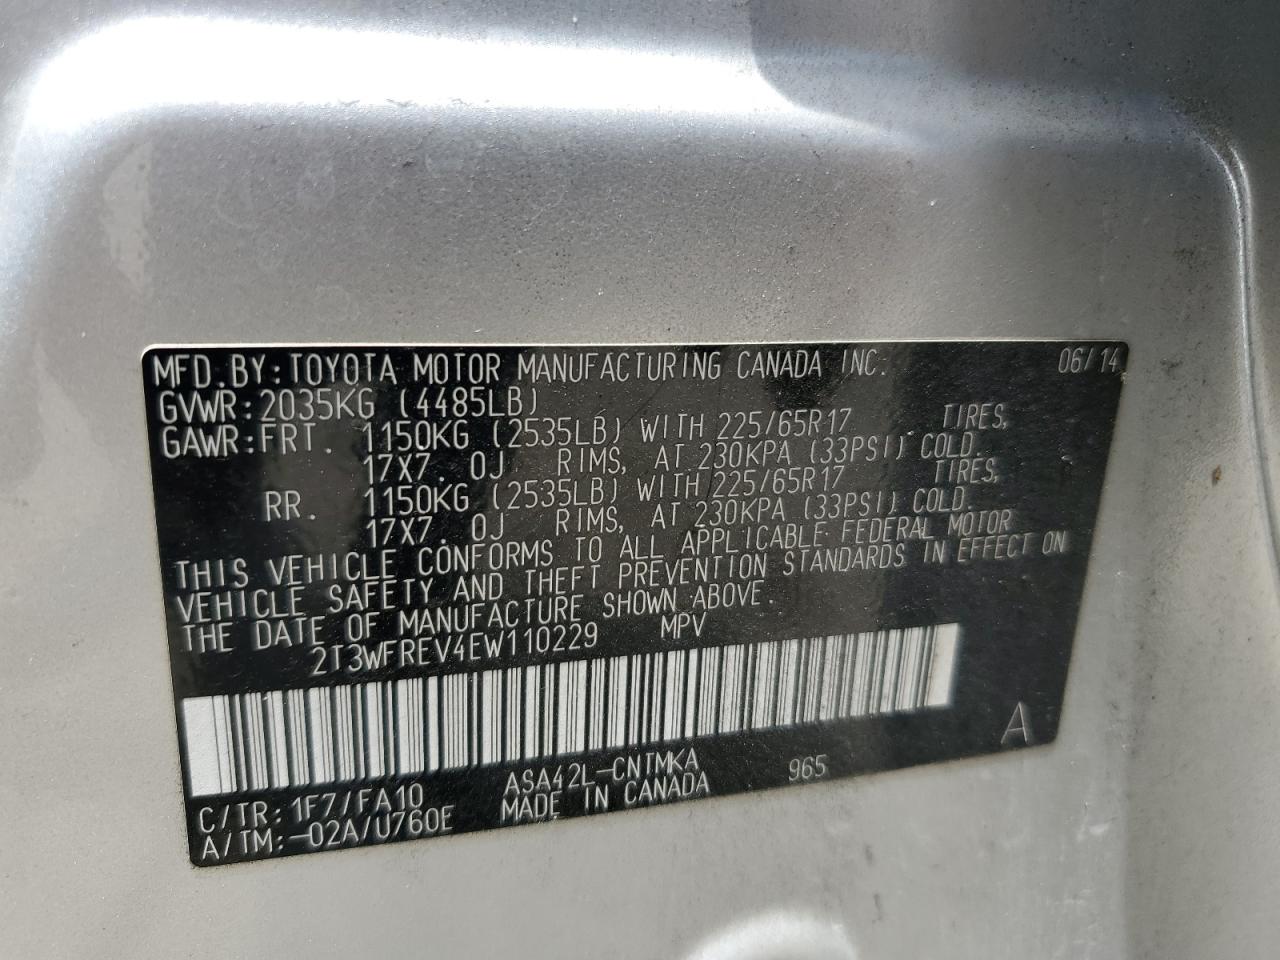 MFD.BY:TOYOTA MOTOR MANUFACTURING CANADA INC. 06/14
GVWR:2035KG (4485LB)
GAWR:FRT. 1150KG (2535LB) WITH 225/65R17 TIRES,
17X7.0J RIMS, AT 230KPA (33PSI) COLD.
RR. 1150KG (2535LB) WITH 225/65R17 TIRES,
17X7.0J RIMS, AT 230KPA (33PSI) COLD.
THIS VEHICLE CONFORMS TO ALL APPLICABLE FEDERAL MOTOR
VEHICLE SAFETY AND THEFT PREVENTION STANDARDS IN EFFECT ON
THE DATE OF MANUFACTURE SHOWN ABOVE.
2T3WFREV4EW110229 MPV
A
C/TR:1F7/FA10 ASA42L-CNTMKA 965
A/TM:-02A/U760E MADE IN CANADA